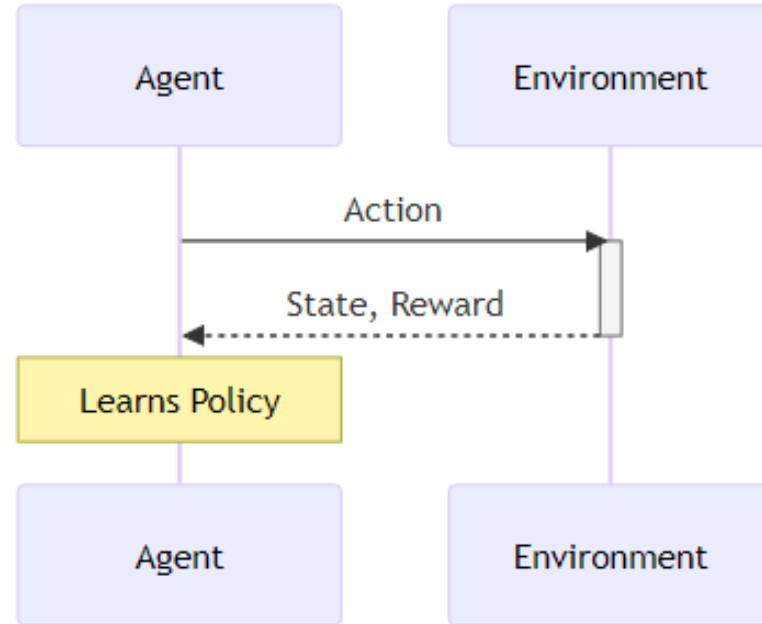 Agent
Environment
Action
State, Reward
Learns Policy
Agent
Environment